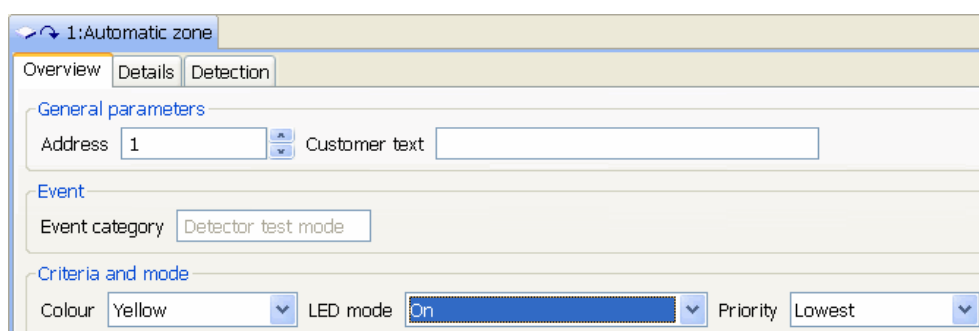 1:Automatic zone
Overview Details Detection
General parameters
Address 1 Customer text
Event
Event category Detector test mode
Criteria and mode
Colour Yellow LED mode On Priority Lowest